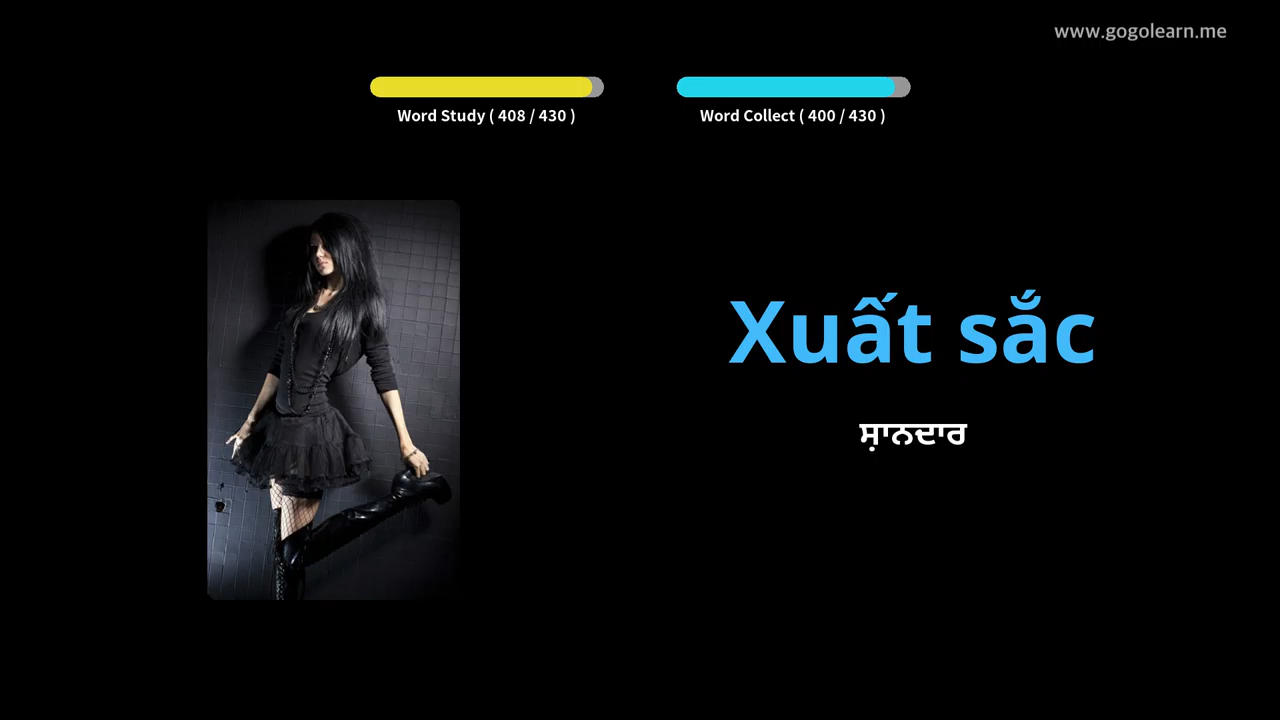 www.gogolearn.me
Word Study ( 408 / 430 )
Word Collect ( 400 / 430 )
Xuất sắc
ਸ਼ਾਨਦਾਰ